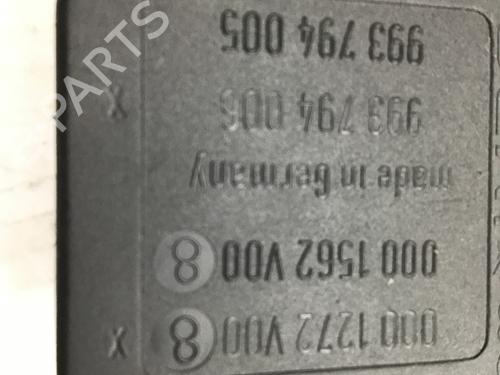 000 1272 V00 8 X
000 1562 V00 8
made in Germany
993 794 006 X
993 794 005
PARTS